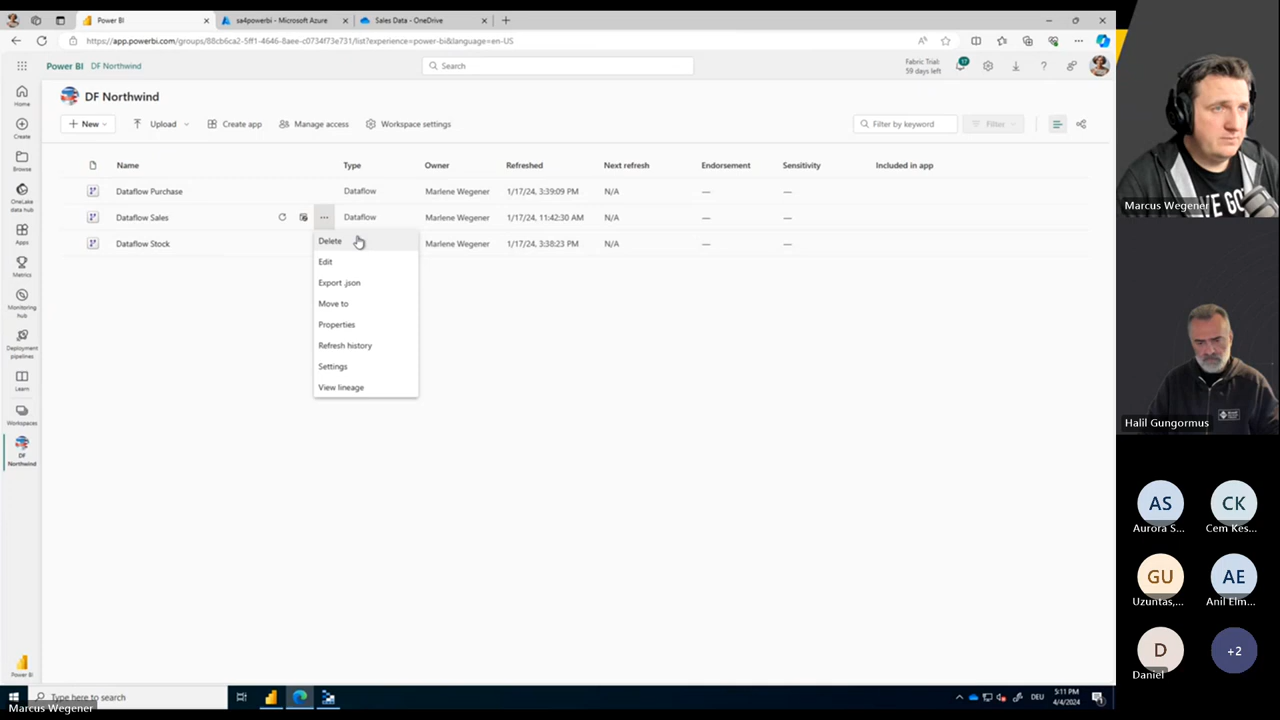 Power BI
sa4powerbi - Microsoft Azure
Sales Data - OneDrive
https://app.powerbi.com/groups/88cb6ca2-5ff1-4646-8aee-c0734f73e731/list?experience=power-bi&language=en-US
Power BI DF Northwind
Search
Fabric Trial:
59 days left
17
DF Northwind
New
Upload
Create app
Manage access
Workspace settings
Filter by keyword
Filter
Name Type Owner Refreshed Next refresh Endorsement Sensitivity Included in app
Dataflow Purchase Dataflow Marlene Wegener 1/17/24, 3:39:09 PM N/A — —
Dataflow Sales Dataflow Marlene Wegener 1/17/24, 11:42:30 AM N/A — —
Dataflow Stock Marlene Wegener 1/17/24, 3:38:23 PM N/A — —
Delete
Edit
Export .json
Move to
Properties
Refresh history
Settings
View lineage
Home
Create
Browse
OneLake
data hub
Apps
Metrics
Monitoring
hub
Deployment
pipelines
Learn
Workspaces
DF
Northwind
Power BI
Type here to search
DEU
5:11 PM
4/4/2024
Marcus Wegener
Marcus Wegener
Halil Gungormus
AS
Aurora S...
CK
Cem Kes...
GU
Uzuntas,...
AE
Anil Elm...
D
Daniel
+2